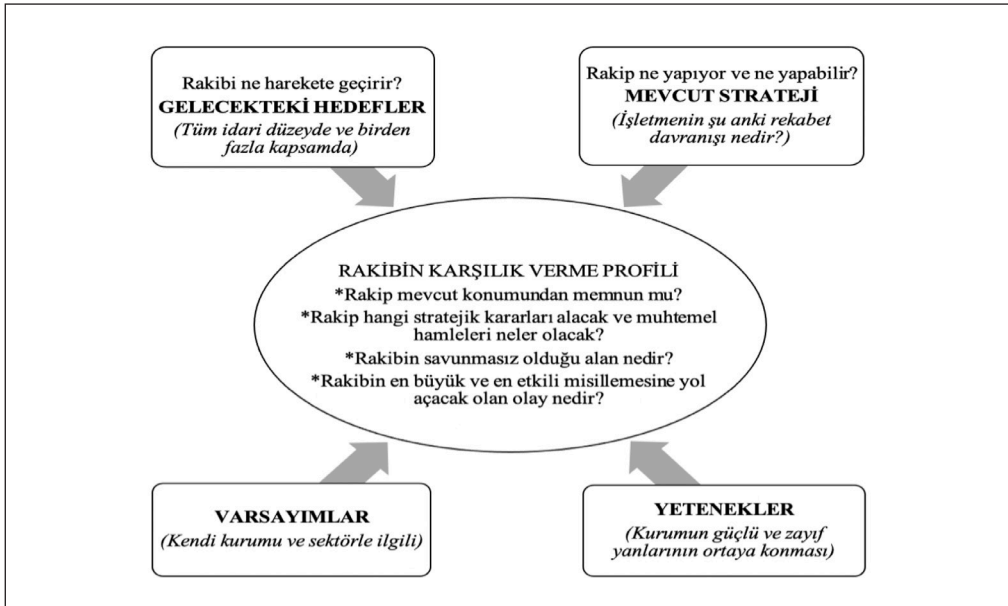 Rakibi ne harekete geçirir?
GELECEKTEKİ HEDEFLER
(Tüm idari düzeyde ve birden
fazla kapsamda)
Rakip ne yapıyor ve ne yapabilir?
MEVCUT STRATEJİ
(İşletmenin şu anki rekabet
davranışı nedir?)
RAKİBİN KARŞILIK VERME PROFİLİ
*Rakip mevcut konumundan memnun mu?
*Rakip hangi stratejik kararları alacak ve muhtemel
hamleleri neler olacak?
*Rakibin savunmasız olduğu alan nedir?
*Rakibin en büyük ve en etkili misillemesine yol
açacak olan olay nedir?
VARSAYIMLAR
(Kendi kurumu ve sektörle ilgili)
YETENEKLER
(Kurumun güçlü ve zayıf
yanlarının ortaya konması)